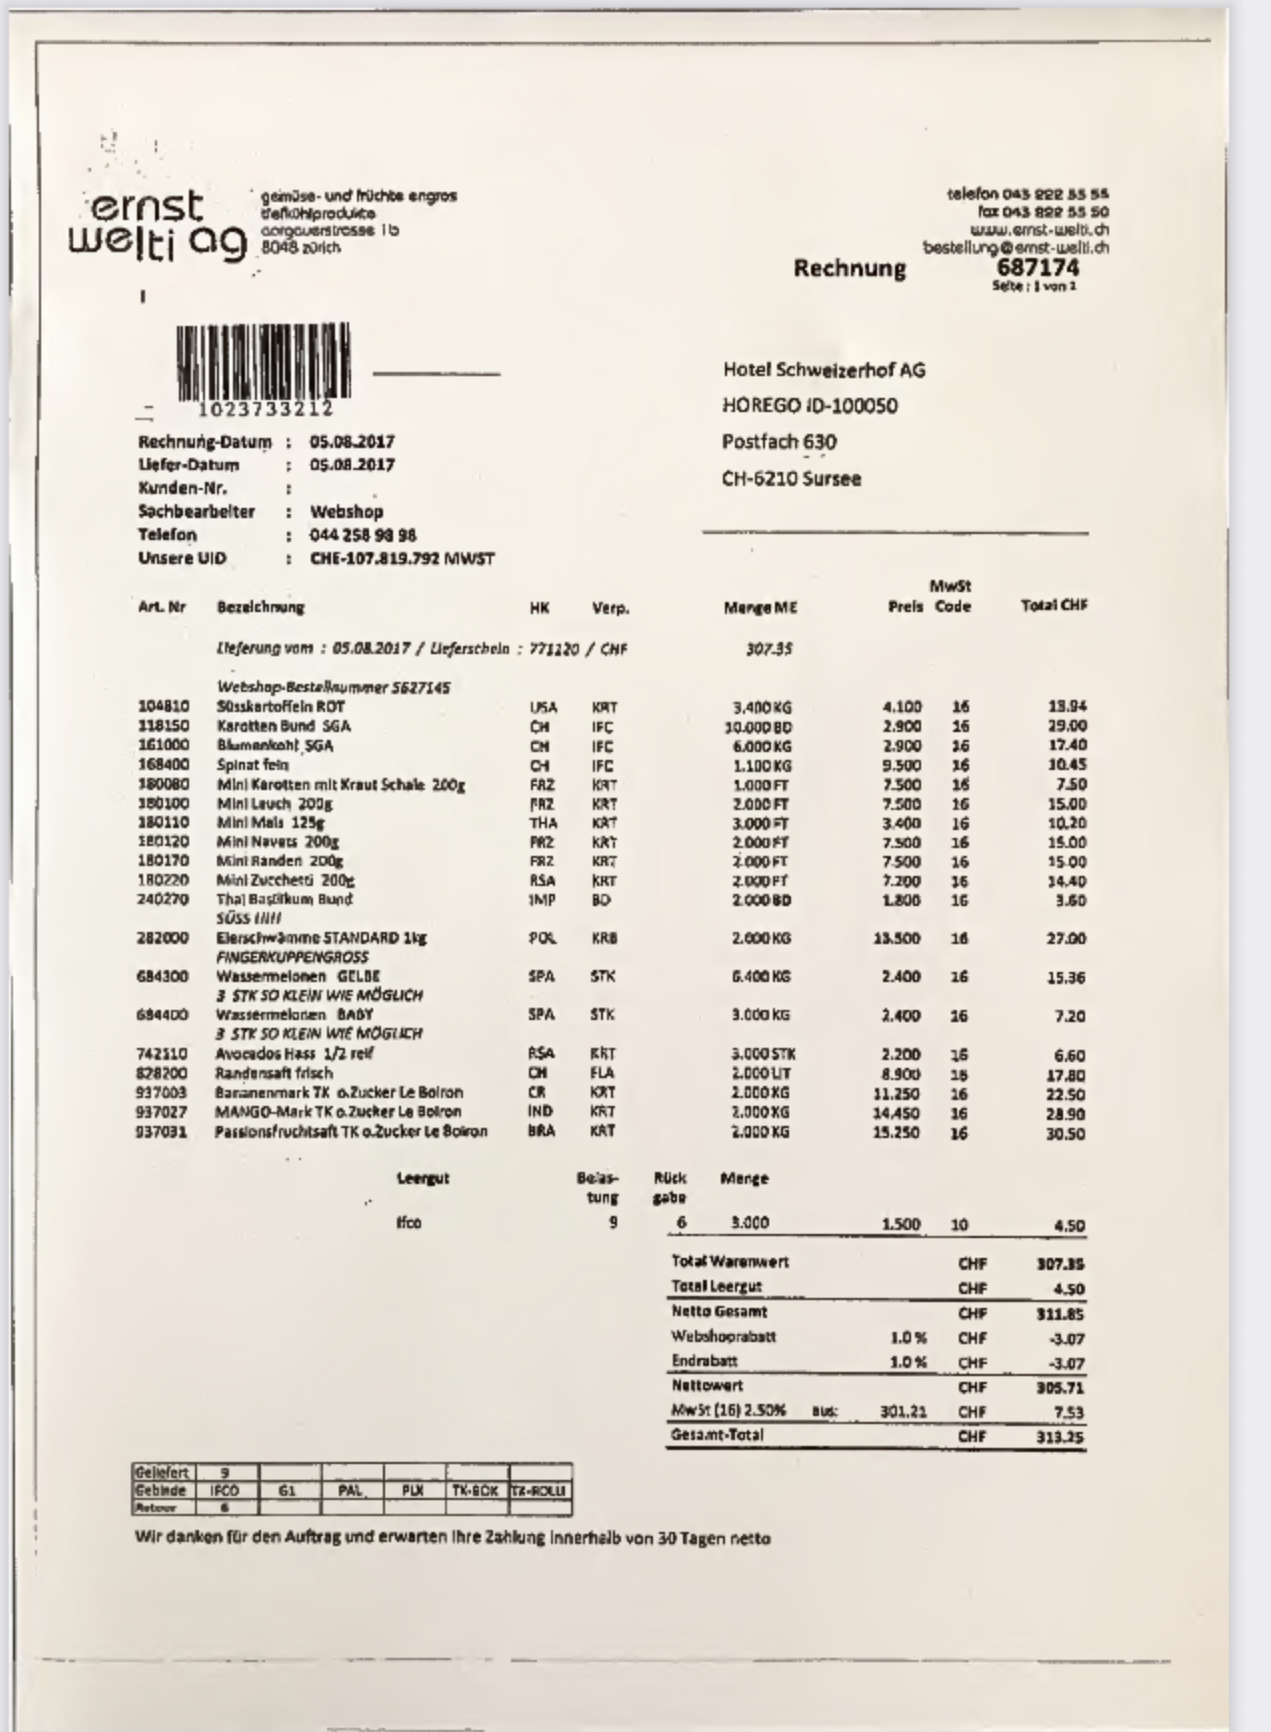 ernst
welti ag
gemüse- und früchte engros
tiefkühlprodukte
aargauerstrasse 1b
8048 zürich
telefon 043 222 55 55
fax 043 222 55 50
www.ernst-welti.ch
bestellung@ernst-welti.ch
Rechnung 687174
Seite : 1 von 1
1023733212
Hotel Schweizerhof AG
HOREGO ID-100050
Postfach 630
CH-6210 Sursee
Rechnung-Datum : 05.08.2017
Liefer-Datum : 05.08.2017
Kunden-Nr. :
Sachbearbeiter : Webshop
Telefon : 044 258 98 98
Unsere UID : CHE-107.819.792 MWST
Art. Nr Bezeichnung HK Verp. Menge ME Preis MwSt Code Total CHF
Lieferung vom : 05.08.2017 / Lieferschein : 771120 / CHF 307.35
Webshop-Bestellnummer 5627145
104810 Süsskartoffeln ROT USA KRT 3.400 KG 4.100 16 13.94
118150 Karotten Bund SGA CH IFC 10.000 BD 2.900 16 29.00
161000 Blumenkohl SGA CH IFC 6.000 KG 2.900 16 17.40
168400 Spinat fein CH IFC 1.100 KG 9.500 16 10.45
180080 Mini Karotten mit Kraut Schale 200g FRZ KRT 1.000 FT 7.500 16 7.50
180100 Mini Lauch 200g FRZ KRT 2.000 FT 7.500 16 15.00
180110 Mini Mais 125g THA KRT 3.000 FT 3.400 16 10.20
180120 Mini Navets 200g FRZ KRT 2.000 FT 7.500 16 15.00
180170 Mini Randen 200g FRZ KRT 2.000 FT 7.500 16 15.00
180220 Mini Zucchetti 200g RSA KRT 2.000 FT 7.200 16 14.40
240270 Thai Basilikum Bund IMP BD 2.000 BD 1.800 16 3.60
SÜSS !!!!!
282000 Eierschwämme STANDARD 1kg POL KRB 2.000 KG 13.500 16 27.00
FINGERKUPPENGROSS
684300 Wassermelonen GELBE SPA STK 6.400 KG 2.400 16 15.36
3 STK SO KLEIN WIE MÖGLICH
684400 Wassermelonen BABY SPA STK 3.000 KG 2.400 16 7.20
3 STK SO KLEIN WIE MÖGLICH
742110 Avocados Hass 1/2 reif RSA KRT 3.000 STK 2.200 16 6.60
828200 Randensaft frisch CH FLA 2.000 LIT 8.900 16 17.80
937003 Bananenmark TK o.Zucker Le Boiron CR KRT 2.000 KG 11.250 16 22.50
937027 MANGO-Mark TK o.Zucker Le Boiron IND KRT 2.000 KG 14.450 16 28.90
937031 Passionsfruchtsaft TK o.Zucker Le Boiron BRA KRT 2.000 KG 15.250 16 30.50
Leergut Belas- Rück Menge
tung gabe
Ifco 9 6 3.000 1.500 10 4.50
Total Warenwert CHF 307.35
Total Leergut CHF 4.50
Netto Gesamt CHF 311.85
Webshoprabatt 1.0 % CHF -3.07
Endrabatt 1.0 % CHF -3.07
Nettowert CHF 305.71
MwSt (16) 2.50% aus: 301.21 CHF 7.53
Gesamt-Total CHF 313.25
Geliefert 9
Gebinde IFCO G1 PAL PLX TK-BOX TK-ROLLI
Retour 6
Wir danken für den Auftrag und erwarten Ihre Zahlung innerhalb von 30 Tagen netto